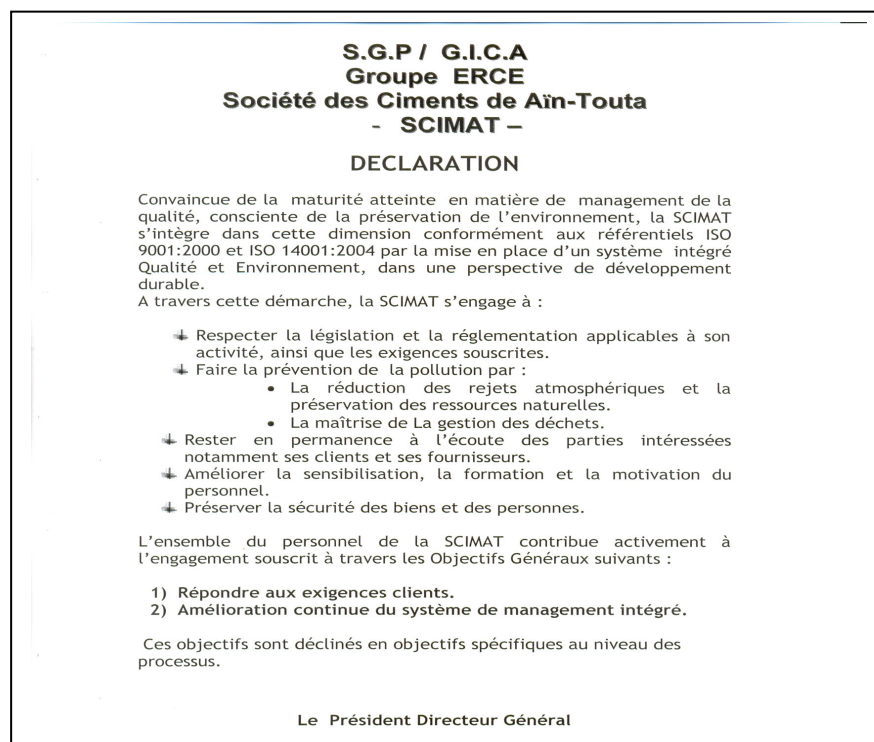 S.G.P / G.I.C.A
Groupe ERCE
Société des Ciments de Aïn-Touta
- SCIMAT –
DECLARATION
Convaincue de la maturité atteinte en matière de management de la
qualité, consciente de la préservation de l'environnement, la SCIMAT
s'intègre dans cette dimension conformément aux référentiels ISO
9001:2000 et ISO 14001:2004 par la mise en place d'un système intégré
Qualité et Environnement, dans une perspective de développement
durable.
A travers cette démarche, la SCIMAT s'engage à :
Respecter la législation et la réglementation applicables à son
activité, ainsi que les exigences souscrites.
Faire la prévention de la pollution par :
• La réduction des rejets atmosphériques et la
préservation des ressources naturelles.
• La maîtrise de La gestion des déchets.
Rester en permanence à l'écoute des parties intéressées
notamment ses clients et ses fournisseurs.
Améliorer la sensibilisation, la formation et la motivation du
personnel.
Préserver la sécurité des biens et des personnes.
L'ensemble du personnel de la SCIMAT contribue activement à
l'engagement souscrit à travers les Objectifs Généraux suivants :
1) Répondre aux exigences clients.
2) Amélioration continue du système de management intégré.
Ces objectifs sont déclinés en objectifs spécifiques au niveau des
processus.
Le Président Directeur Général